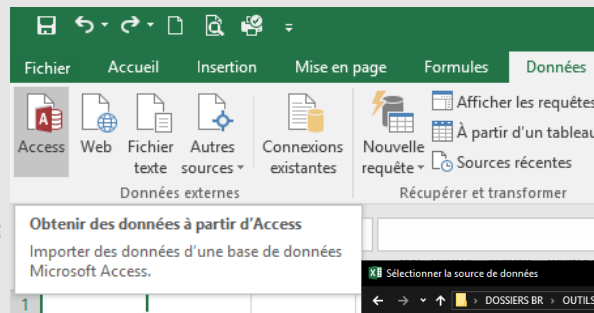 Fichier Accueil Insertion Mise en page Formules Données
Access Web Fichier texte Autres sources Connexions existantes Nouvelle requête
Afficher les requêtes
À partir d'un tableau
Sources récentes
Données externes Récupérer et transformer
Obtenir des données à partir d'Access
Importer des données d'une base de données
Microsoft Access.
Sélectionner la source de données
DOSSIERS BR > OUTILS
1